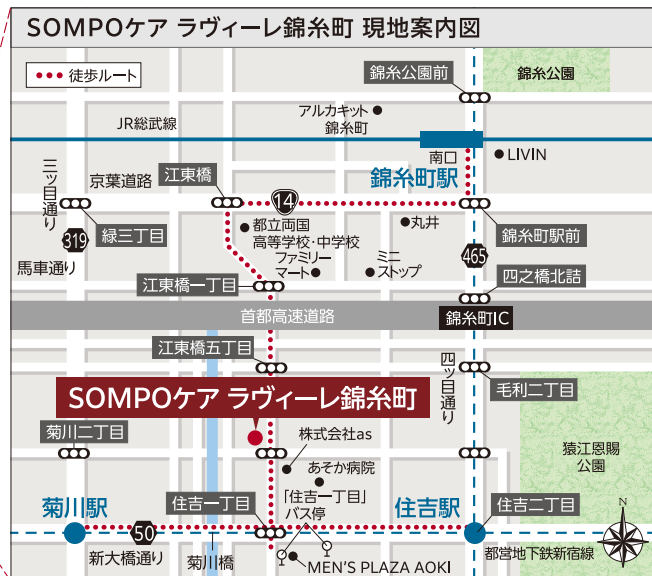 SOMPOケア ラヴィーレ錦糸町 現地案内図
徒歩ルート
錦糸公園前
錦糸公園
アルカキット
錦糸町
JR総武線
南口
LIVIN
錦糸町駅
三ッ目通り
京葉道路
江東橋
14
319
緑三丁目
都立両国
高等学校・中学校
丸井
錦糸町駅前
465
馬車通り
ファミリー
マート
ミニ
ストップ
江東橋一丁目
四之橋北詰
首都高速道路
錦糸町IC
江東橋五丁目
四ッ目通り
毛利二丁目
SOMPOケア ラヴィーレ錦糸町
菊川二丁目
株式会社as
猿江恩賜
公園
あそか病院
菊川駅
住吉一丁目
「住吉一丁目」
バス停
住吉駅
住吉二丁目
N
50
新大橋通り
菊川橋
都営地下鉄新宿線
MEN'S PLAZA AOKI